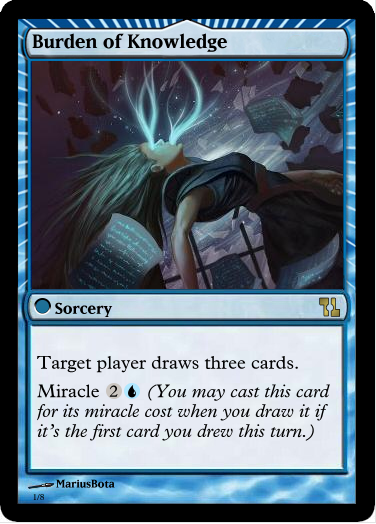 Burden of Knowledge
Sorcery
TL
Target player draws three cards.
Miracle 2 (You may cast this card
for its miracle cost when you draw it if
it's the first card you drew this turn.)
MariusBota
1/8